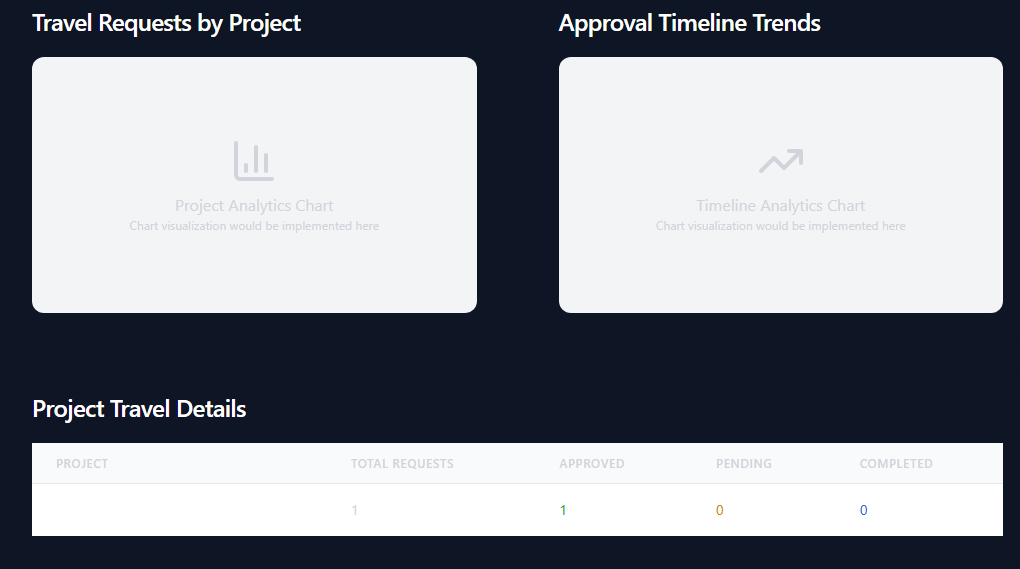 Travel Requests by Project
Approval Timeline Trends
Project Analytics Chart
Chart visualization would be implemented here
Timeline Analytics Chart
Chart visualization would be implemented here
Project Travel Details
PROJECT TOTAL REQUESTS APPROVED PENDING COMPLETED
1 1 0 0